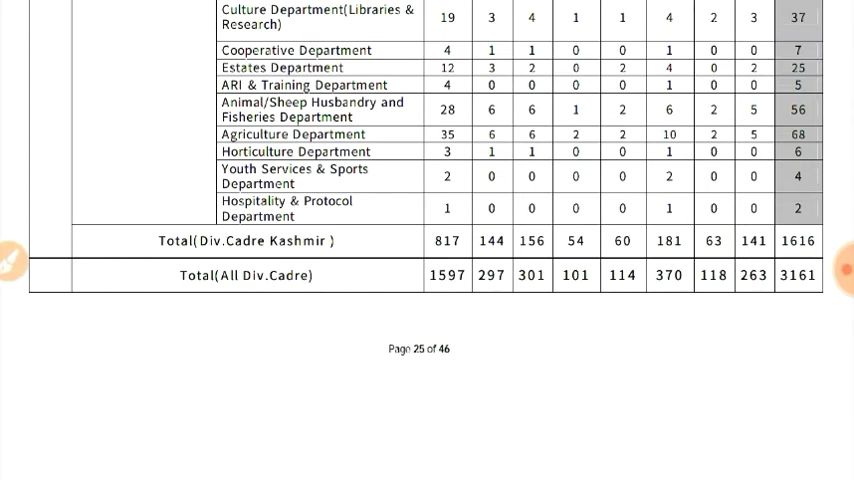 Culture Department(Libraries &
Research) 19 3 4 1 1 4 2 3 37
Cooperative Department 4 1 1 0 0 1 0 0 7
Estates Department 12 3 2 0 2 4 0 2 25
ARI & Training Department 4 0 0 0 0 1 0 0 5
Animal/Sheep Husbandry and
Fisheries Department 28 6 6 1 2 6 2 5 56
Agriculture Department 35 6 6 2 2 10 2 5 68
Horticulture Department 3 1 1 0 0 1 0 0 6
Youth Services & Sports
Department 2 0 0 0 0 2 0 0 4
Hospitality & Protocol
Department 1 0 0 0 0 1 0 0 2
Total(Div.Cadre Kashmir ) 817 144 156 54 60 181 63 141 1616
Total(All Div.Cadre) 1597 297 301 101 114 370 118 263 3161
Page 25 of 46